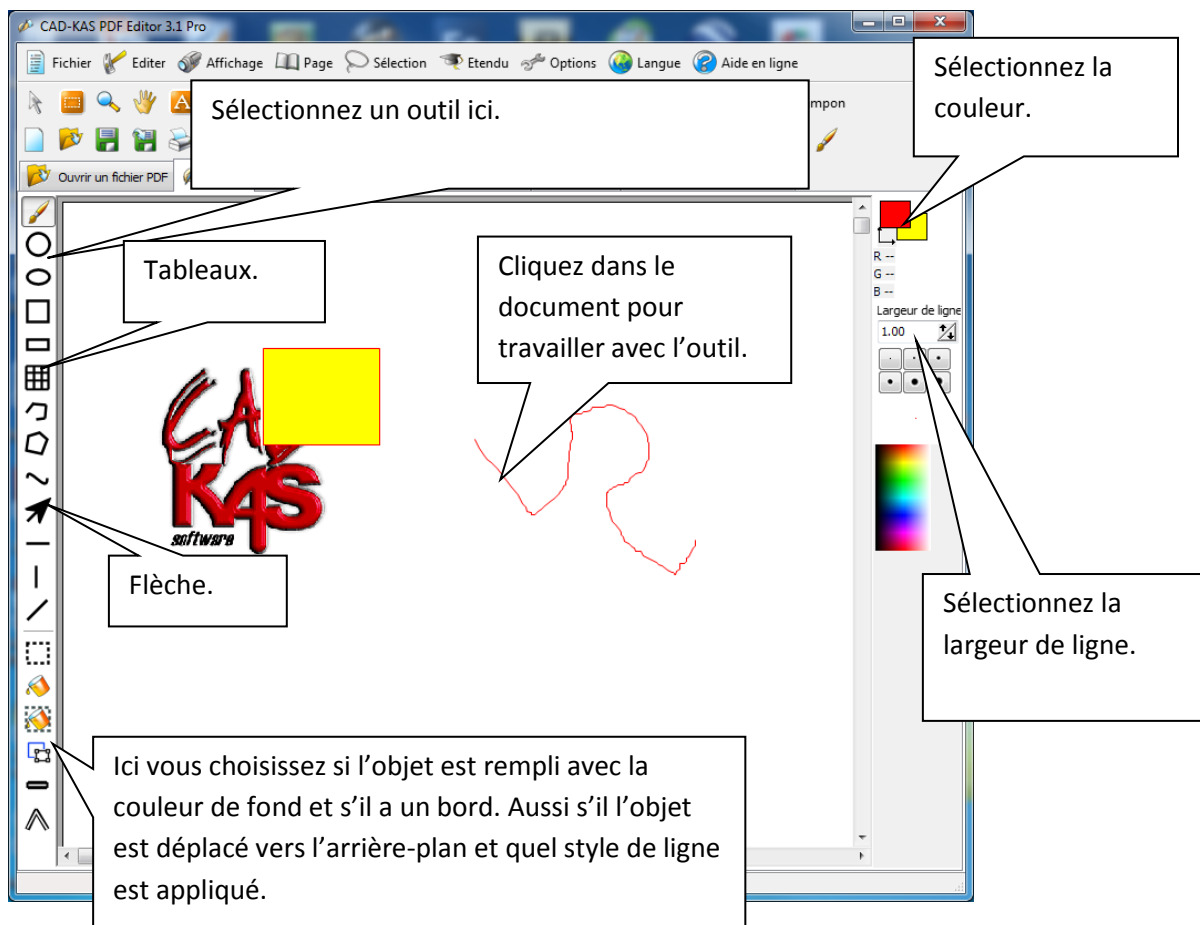 CAD-KAS PDF Editor 3.1 Pro
Fichier Editer Affichage Page Sélection Etendu Options Langue Aide en ligne
Sélectionnez la
couleur.
Sélectionnez un outil ici.
mpon
Ouvrir un fichier PDF
Tableaux.
Cliquez dans le
document pour
travailler avec l’outil.
R --
G --
B --
Largeur de ligne
1.00
CAD
KAS
software
Flèche.
Sélectionnez la
largeur de ligne.
Ici vous choisissez si l’objet est rempli avec la
couleur de fond et s’il a un bord. Aussi s’il l’objet
est déplacé vers l’arrière-plan et quel style de ligne
est appliqué.